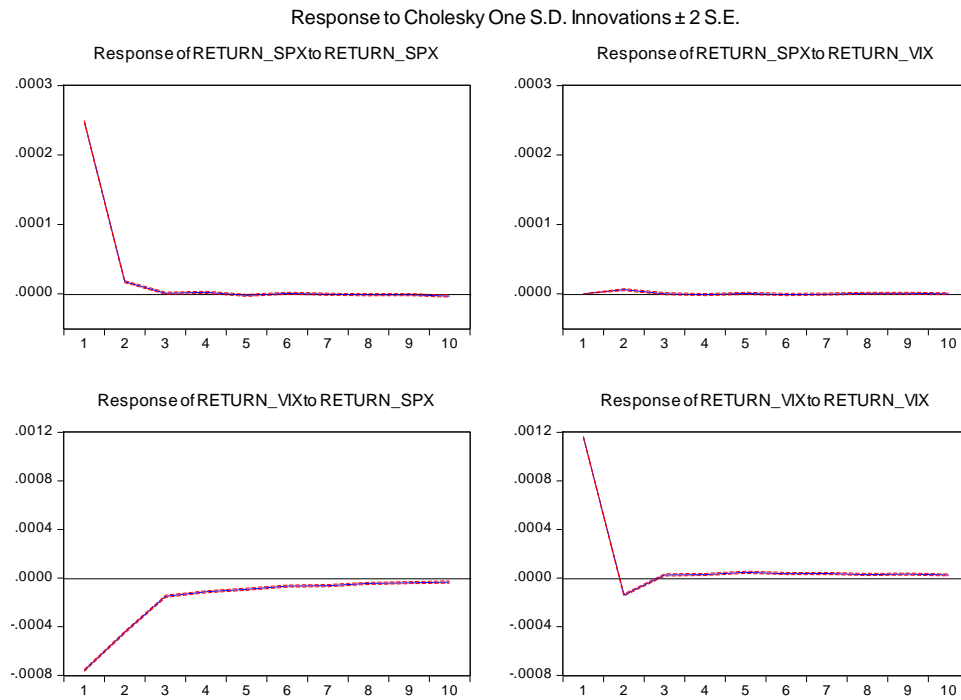 Response to Cholesky One S.D. Innovations ± 2 S.E.
Response of RETURN_SPX to RETURN_SPX
.0003
.0002
.0001
.0000
1 2 3 4 5 6 7 8 9 10
Response of RETURN_SPX to RETURN_VIX
.0003
.0002
.0001
.0000
1 2 3 4 5 6 7 8 9 10
Response of RETURN_VIX to RETURN_SPX
.0012
.0008
.0004
.0000
-.0004
-.0008
1 2 3 4 5 6 7 8 9 10
Response of RETURN_VIX to RETURN_VIX
.0012
.0008
.0004
.0000
-.0004
-.0008
1 2 3 4 5 6 7 8 9 10